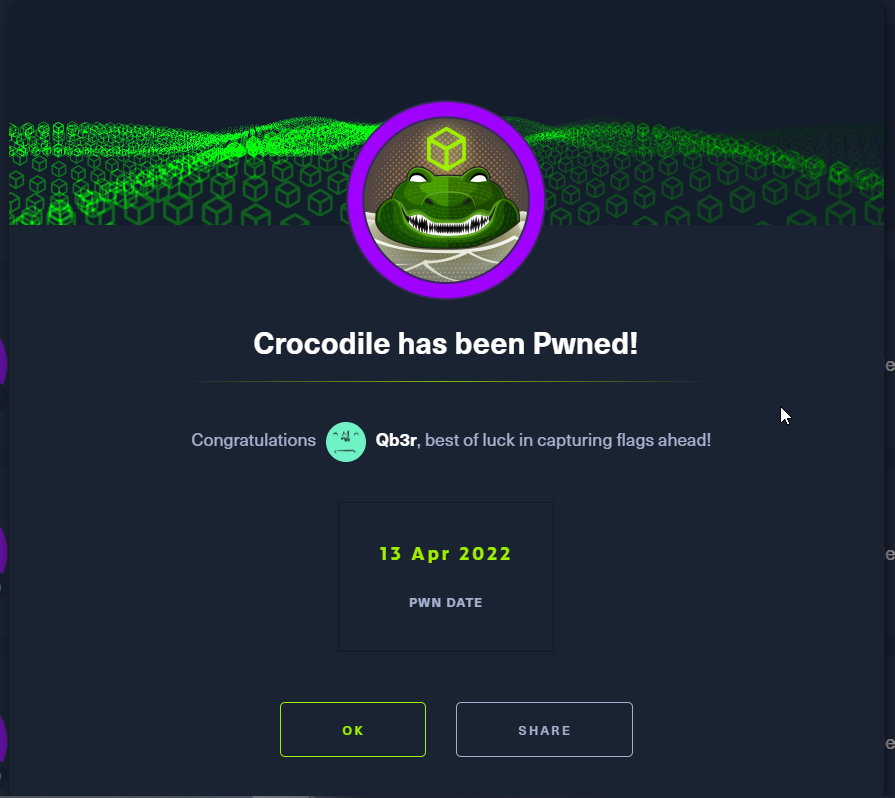 Crocodile has been Pwned!
Congratulations Qb3r, best of luck in capturing flags ahead!
13 Apr 2022
PWN DATE
OK SHARE